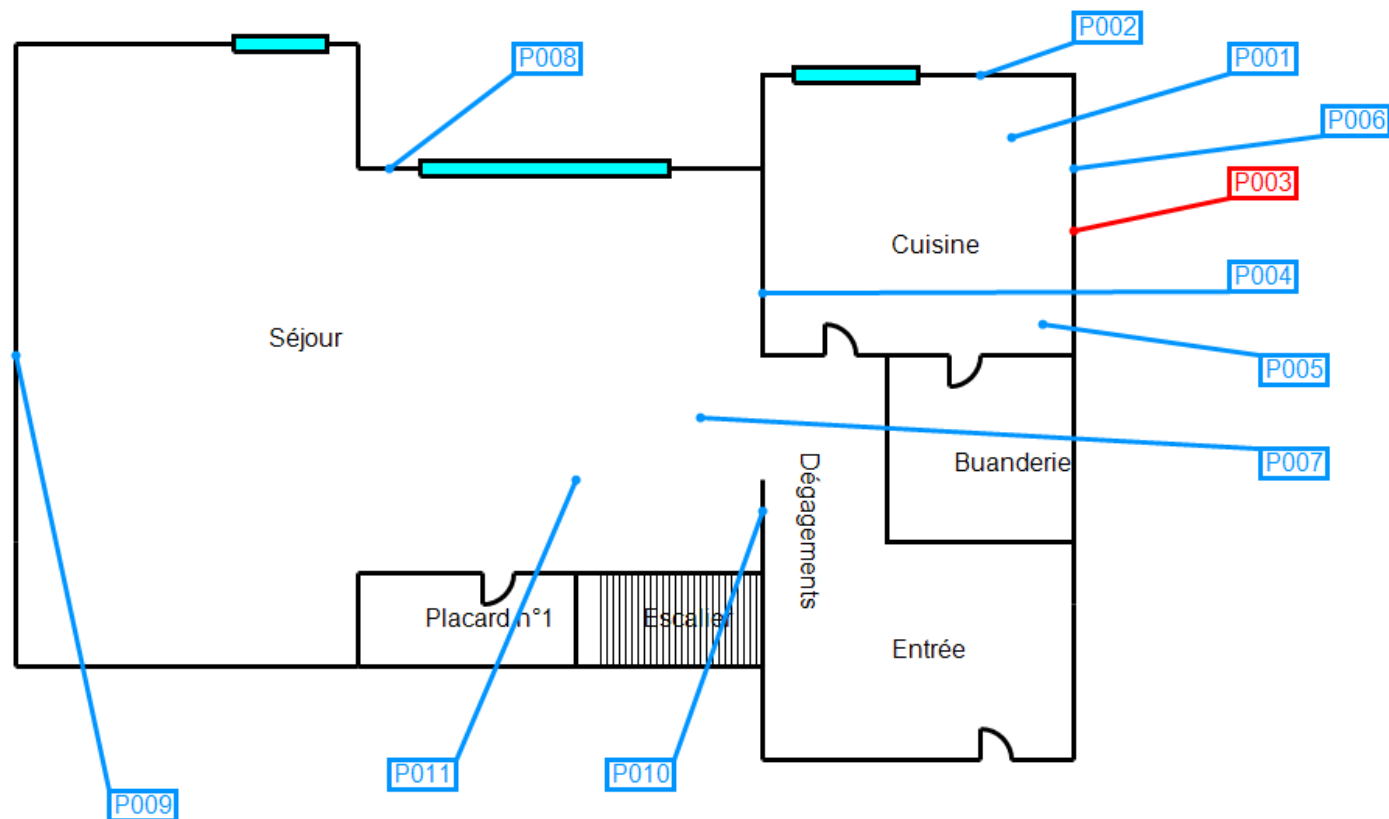 P002
P008
P001
P006
P003
Cuisine
P004
Séjour
P005
Dégagements
Buanderie
P007
Placard n°1
Escalier
Entrée
P011
P010
P009